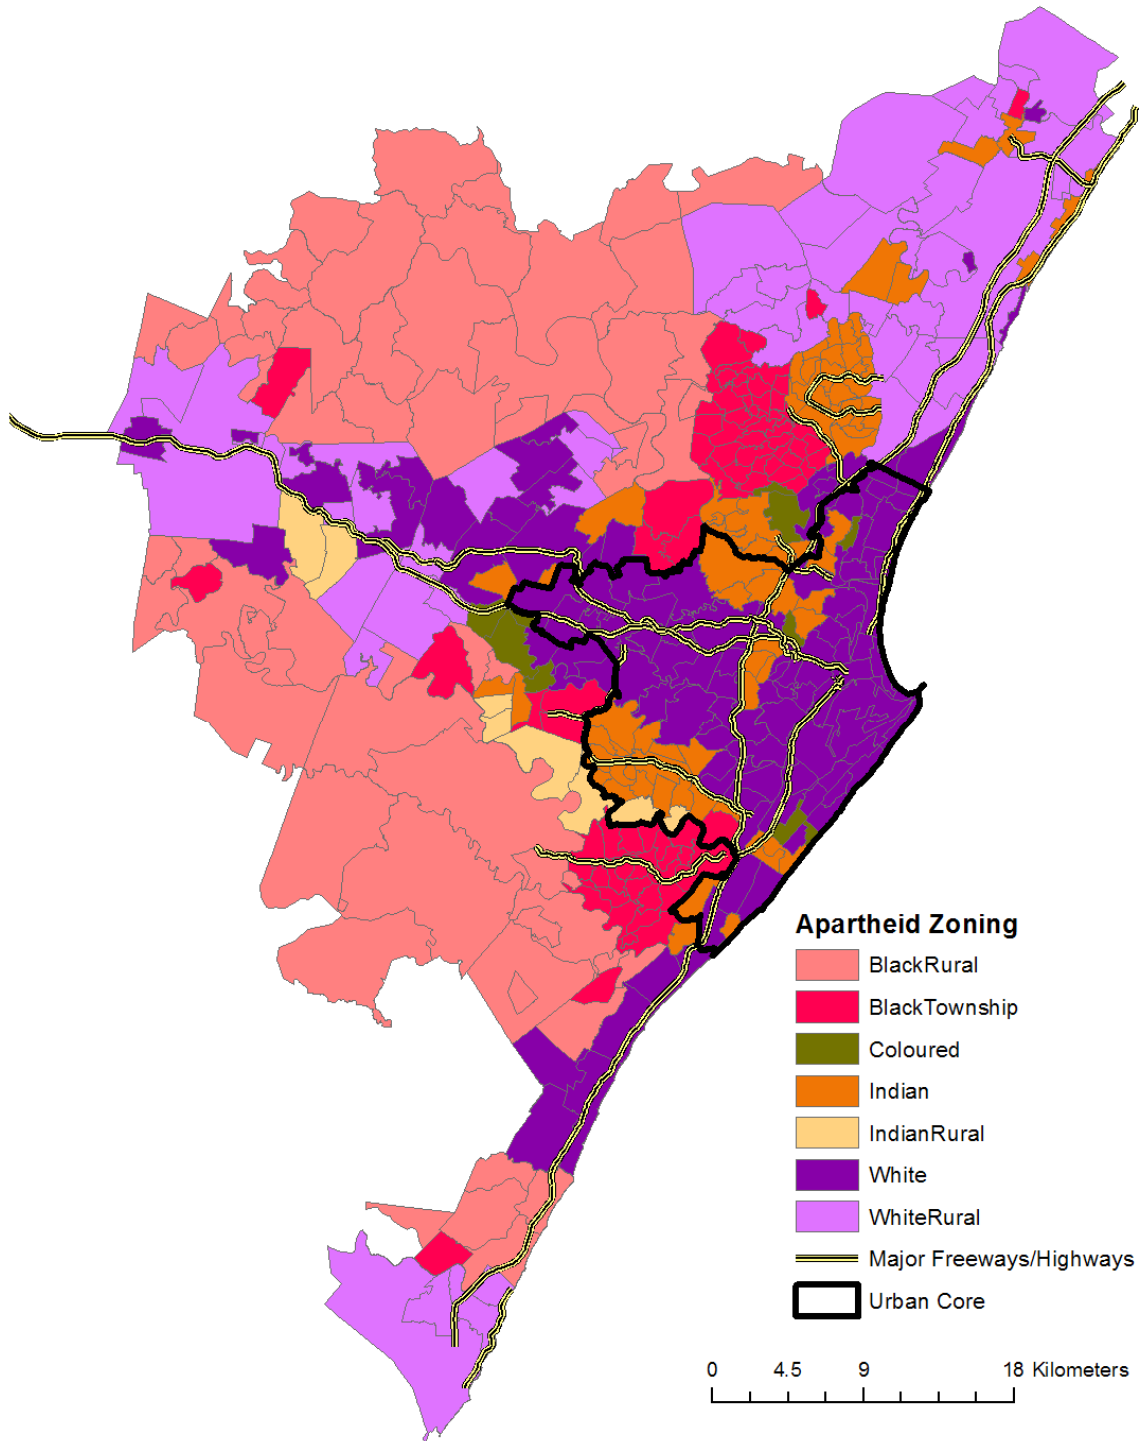 Apartheid Zoning
BlackRural
BlackTownship
Coloured
Indian
IndianRural
White
WhiteRural
Major Freeways/Highways
Urban Core
0 4.5 9 18 Kilometers